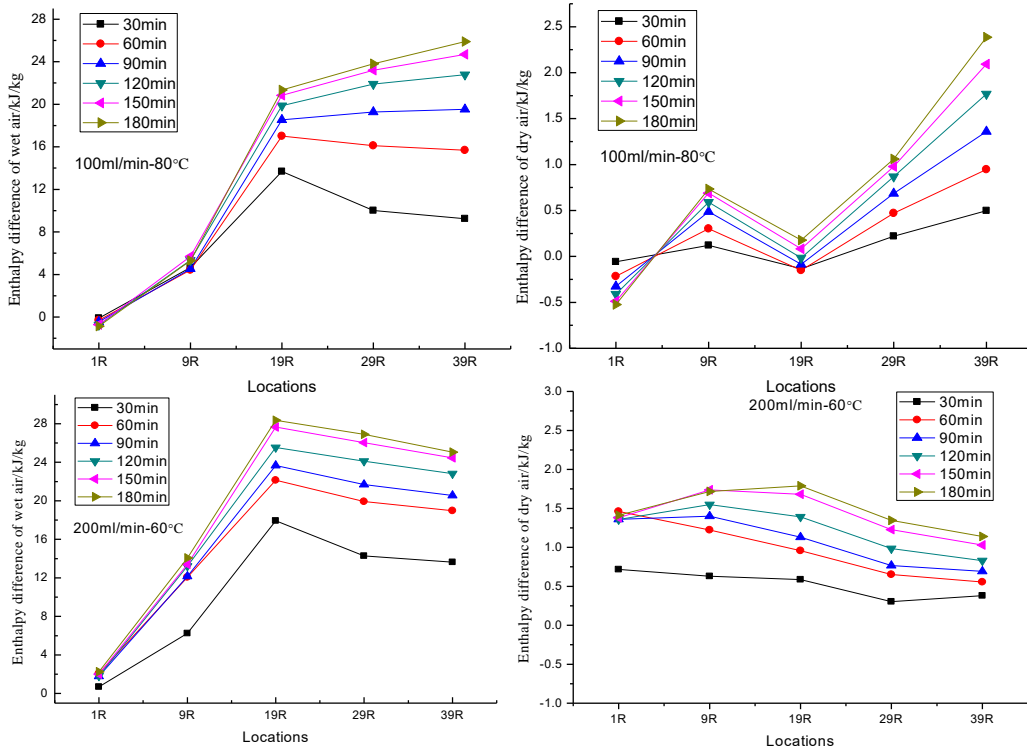 Enthalpy difference of wet air/kJ/kg
28
24
20
16
12
8
4
0
30min
60min
90min
120min
150min
180min
100ml/min-80°C
1R 9R 19R 29R 39R
Locations
Enthalpy difference of dry air/kJ/kg
2.5
2.0
1.5
1.0
0.5
0.0
-0.5
-1.0
30min
60min
90min
120min
150min
180min
100ml/min-80°C
1R 9R 19R 29R 39R
Locations
Enthalpy difference of wet air/kJ/kg
28
24
20
16
12
8
4
0
30min
60min
90min
120min
150min
180min
200ml/min-60°C
1R 9R 19R 29R 39R
Locations
Enthalpy difference of dry air/kJ/kg
3.0
2.5
2.0
1.5
1.0
0.5
0.0
-0.5
-1.0
200ml/min-60°C
30min
60min
90min
120min
150min
180min
1R 9R 19R 29R 39R
Locations